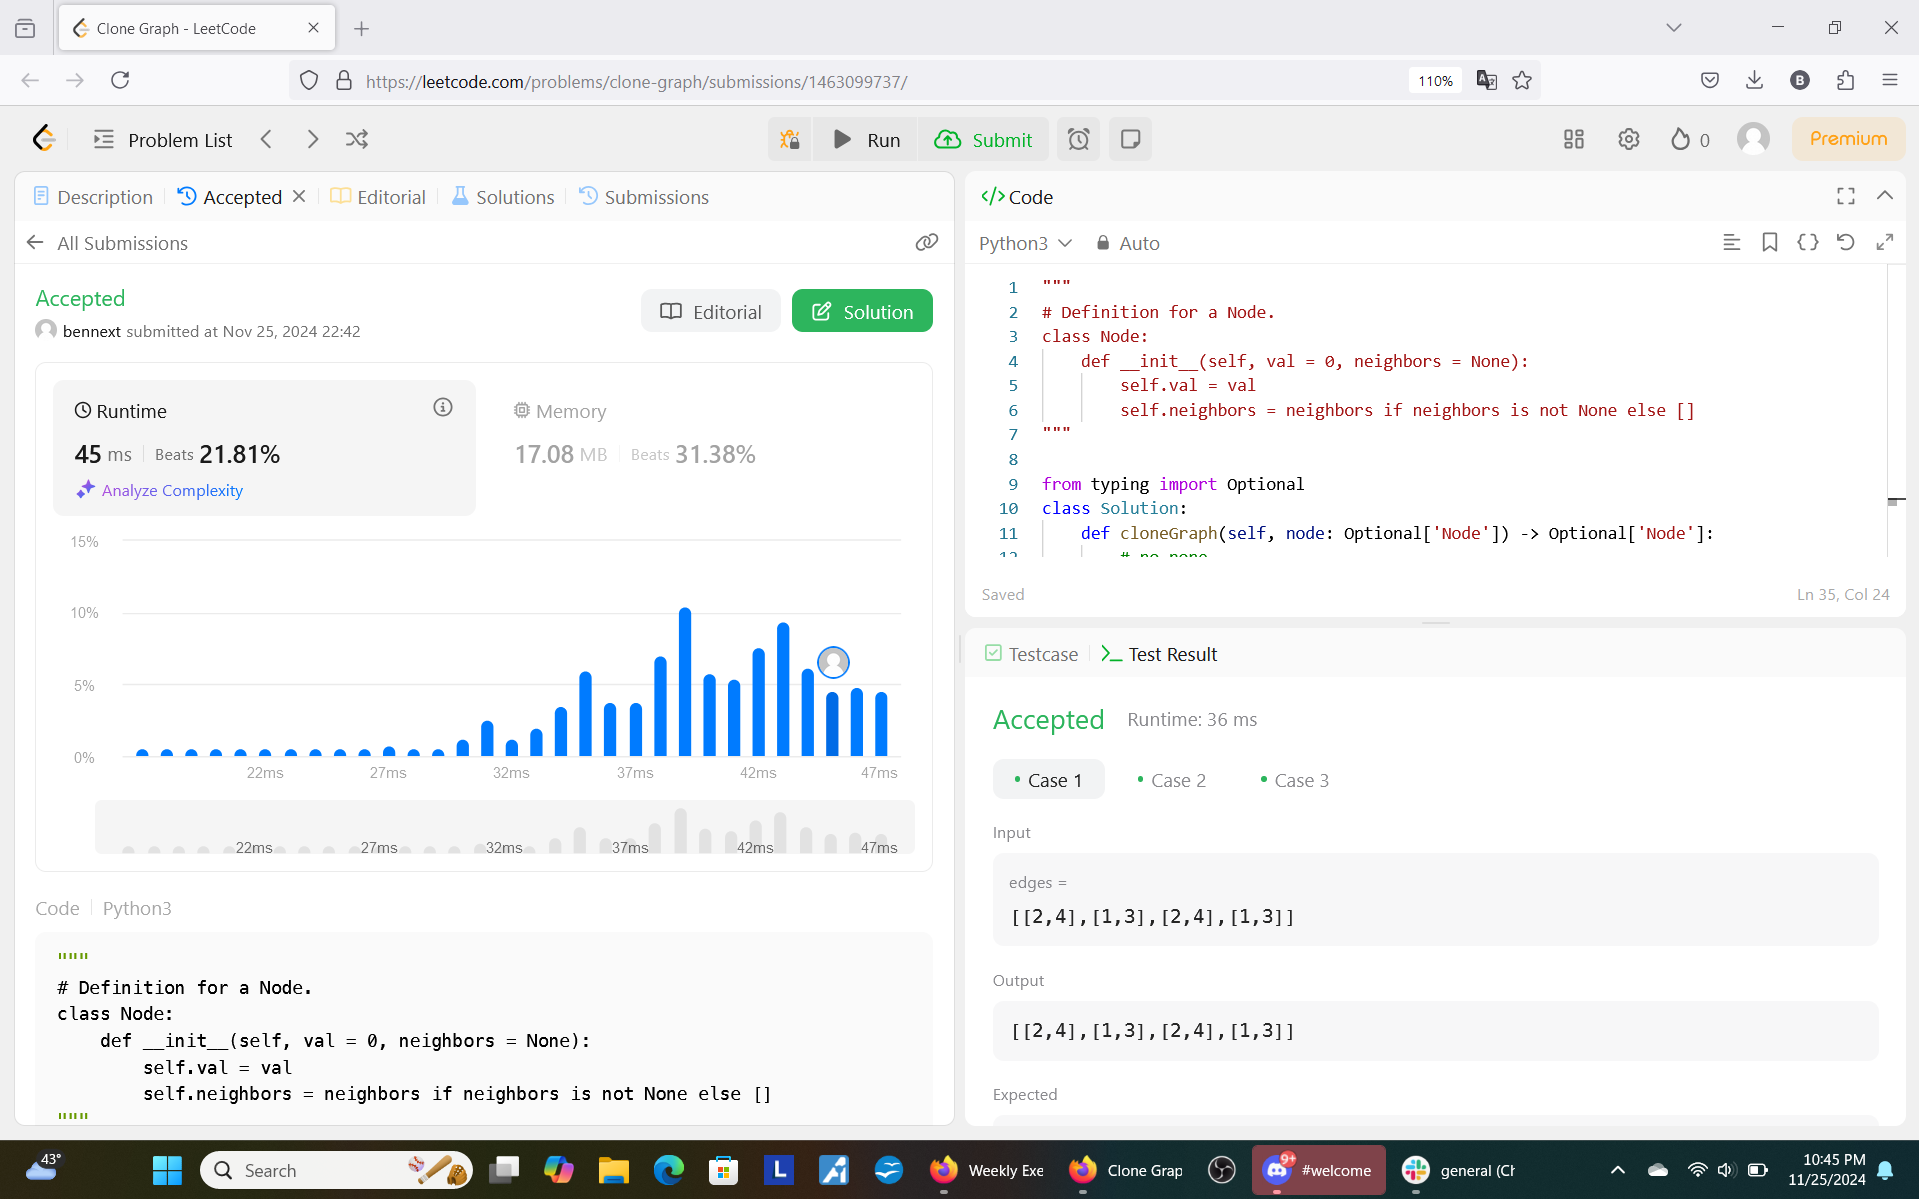 Clone Graph - LeetCode
https://leetcode.com/problems/clone-graph/submissions/1463099737/
110%
B
Problem List
Run
Submit
0
Premium
Description
Accepted
Editorial
Solutions
Submissions
All Submissions
Accepted
bennext submitted at Nov 25, 2024 22:42
Editorial
Solution
Runtime
45 ms
Beats 21.81%
Analyze Complexity
Memory
17.08 MB
Beats 31.38%
15%
10%
5%
0%
22ms
27ms
32ms
37ms
42ms
47ms
22ms
27ms
32ms
37ms
42ms
47ms
Code
Python3
"""
# Definition for a Node.
class Node:
    def __init__(self, val = 0, neighbors = None):
        self.val = val
        self.neighbors = neighbors if neighbors is not None else []
"""
</> Code
Python3
Auto
1 """
2 # Definition for a Node.
3 class Node:
4     def __init__(self, val = 0, neighbors = None):
5         self.val = val
6         self.neighbors = neighbors if neighbors is not None else []
7 """
8
9 from typing import Optional
10 class Solution:
11     def cloneGraph(self, node: Optional['Node']) -> Optional['Node']:
Saved
Ln 35, Col 24
Testcase
Test Result
Accepted
Runtime: 36 ms
Case 1
Case 2
Case 3
Input
edges =
[[2,4],[1,3],[2,4],[1,3]]
Output
[[2,4],[1,3],[2,4],[1,3]]
Expected
43°
Search
L
Weekly Exe
Clone Grap
9+
#welcome
general (Ch
10:45 PM
11/25/2024